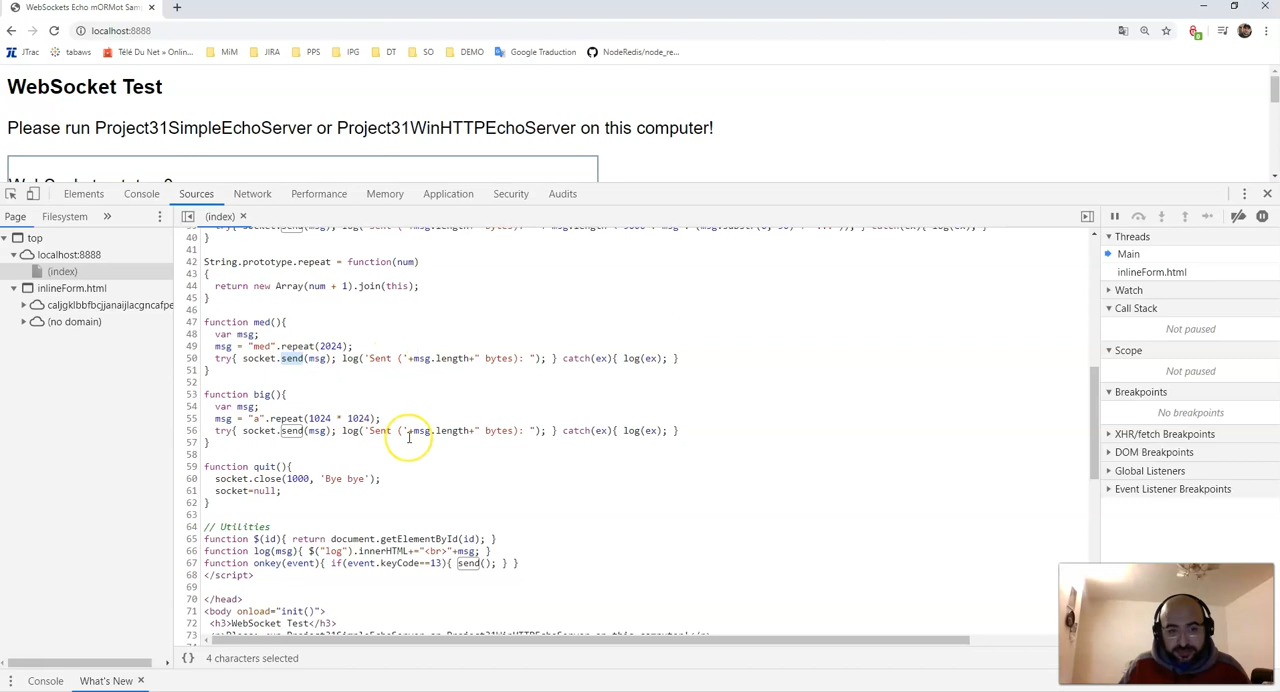 WebSockets Echo mORMot Sam
localhost:8888
JTrac tabaws Télé Du Net » Onlin... MiM JIRA PPS IPG DT SO DEMO Google Traduction NodeRedis/node_re...
WebSocket Test
Please run Project31SimpleEchoServer or Project31WinHTTPEchoServer on this computer!
Elements Console Sources Network Performance Memory Application Security Audits
Page Filesystem » (index) ×
top
localhost:8888
(index)
inlineForm.html
caljgklbbfbcjjanaijlacgncafpe
(no domain)
40 }
41
42 String.prototype.repeat = function(num)
43 {
44 return new Array(num + 1).join(this);
45 }
46
47 function med(){
48 var msg;
49 msg = "med".repeat(2024);
50 try{ socket.send(msg); log('Sent ('+msg.length+" bytes): "); } catch(ex){ log(ex); }
51 }
52
53 function big(){
54 var msg;
55 msg = "a".repeat(1024 * 1024);
56 try{ socket.send(msg); log('Sent ('+msg.length+" bytes): "); } catch(ex){ log(ex); }
57 }
58
59 function quit(){
60 socket.close(1000, 'Bye bye');
61 socket=null;
62 }
63
64 // Utilities
65 function $(id){ return document.getElementById(id); }
66 function log(msg){ $("log").innerHTML+="<br>"+msg; }
67 function onkey(event){ if(event.keyCode==13){ send(); } }
68 </script>
69
70 </head>
71 <body onload="init()">
72 <h3>WebSocket Test</h3>
73
{} 4 characters selected
Threads
Main
inlineForm.html
Watch
Call Stack
Not paused
Scope
Not paused
Breakpoints
No breakpoints
XHR/fetch Breakpoints
DOM Breakpoints
Global Listeners
Event Listener Breakpoints
Console What's New ×